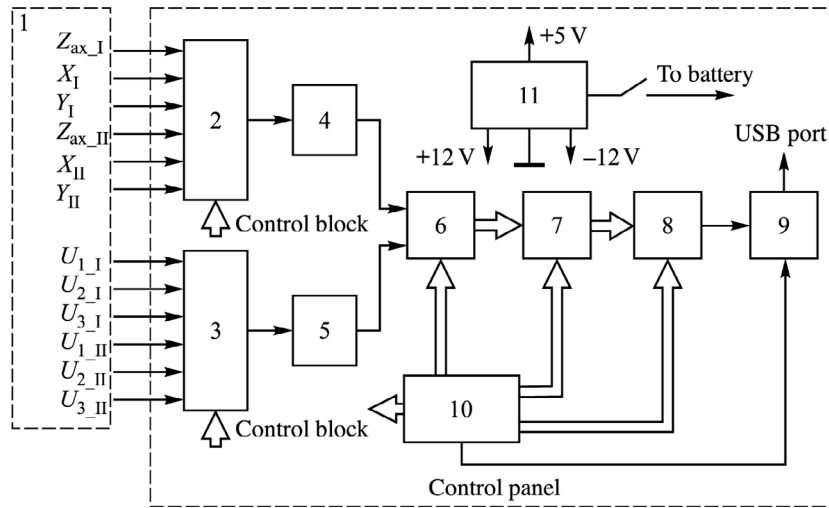 1
Z_ax_I
X_I
Y_I
Z_ax_II
X_II
Y_II
2
4
Control block
+5 V
11
To battery
+12 V
−12 V
USB port
6
7
8
9
U_1_I
U_2_I
U_3_I
U_1_II
U_2_II
U_3_II
3
5
Control block
10
Control panel